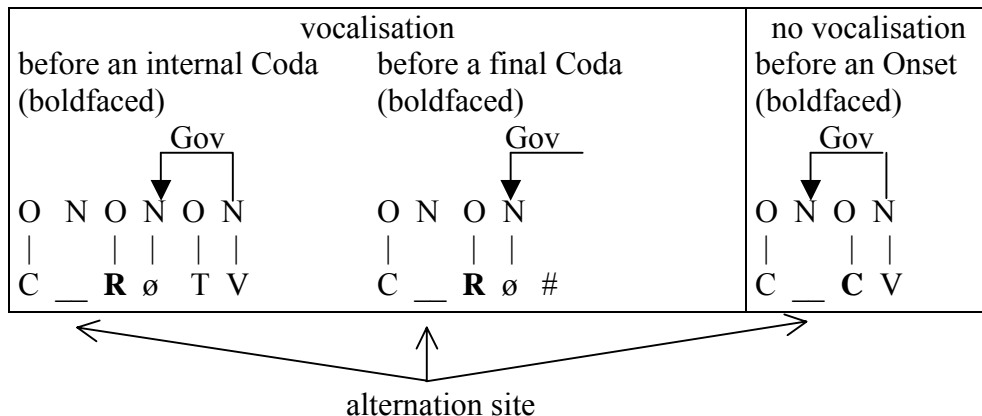 vocalisation no vocalisation
before an internal Coda before a final Coda before an Onset
(boldfaced) (boldfaced) (boldfaced)
Gov Gov Gov
O N O N O N O N O N O N O N
| | | | | | | | | | |
C __ R ø T V C __ R ø # C __ C V
alternation site